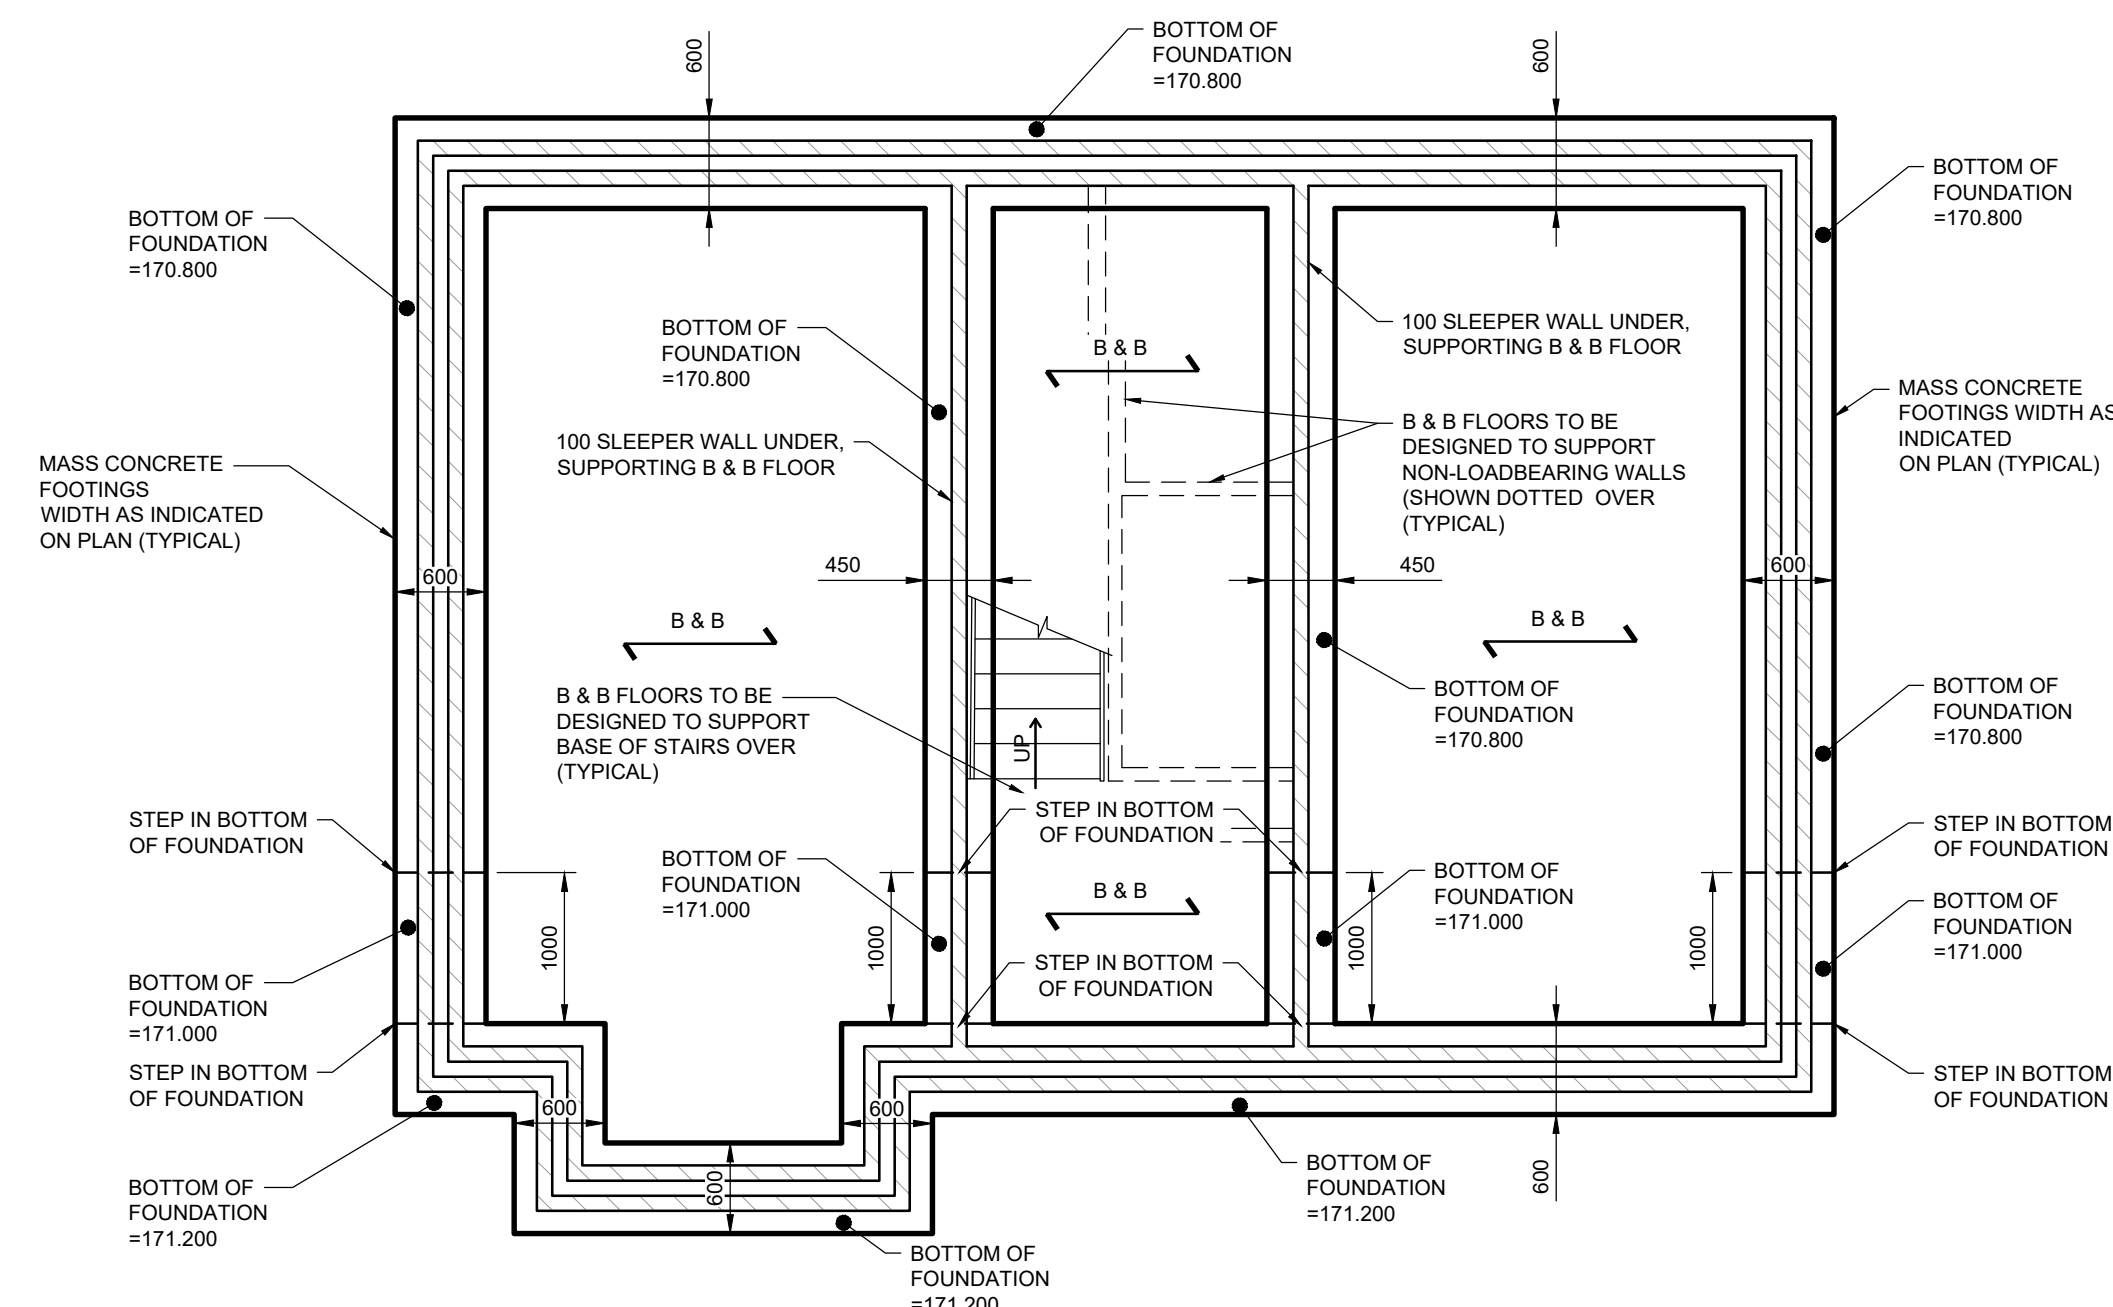 BOTTOM OF
FOUNDATION
=170.800
600
600
BOTTOM OF
FOUNDATION
=170.800
BOTTOM OF
FOUNDATION
=170.800
BOTTOM OF
FOUNDATION
=170.800
100 SLEEPER WALL UNDER,
SUPPORTING B & B FLOOR
B & B
MASS CONCRETE
FOOTINGS WIDTH AS
INDICATED
ON PLAN (TYPICAL)
B & B FLOORS TO BE
DESIGNED TO SUPPORT
NON-LOADBEARING WALLS
(SHOWN DOTTED OVER
(TYPICAL)
100 SLEEPER WALL UNDER,
SUPPORTING B & B FLOOR
MASS CONCRETE
FOOTINGS
WIDTH AS INDICATED
ON PLAN (TYPICAL)
600
450
450
600
B & B
B & B
B & B FLOORS TO BE
DESIGNED TO SUPPORT
BASE OF STAIRS OVER
(TYPICAL)
UP
BOTTOM OF
FOUNDATION
=170.800
BOTTOM OF
FOUNDATION
=170.800
STEP IN BOTTOM
OF FOUNDATION
STEP IN BOTTOM
OF FOUNDATION
STEP IN BOTTOM
OF FOUNDATION
BOTTOM OF
FOUNDATION
=171.000
BOTTOM OF
FOUNDATION
=171.000
B & B
BOTTOM OF
FOUNDATION
=171.000
1000
1000
1000
1000
STEP IN BOTTOM
OF FOUNDATION
BOTTOM OF
FOUNDATION
=171.000
STEP IN BOTTOM
OF FOUNDATION
STEP IN BOTTOM
OF FOUNDATION
600
600
600
600
BOTTOM OF
FOUNDATION
=171.200
BOTTOM OF
FOUNDATION
=171.200
BOTTOM OF
FOUNDATION
=171.200